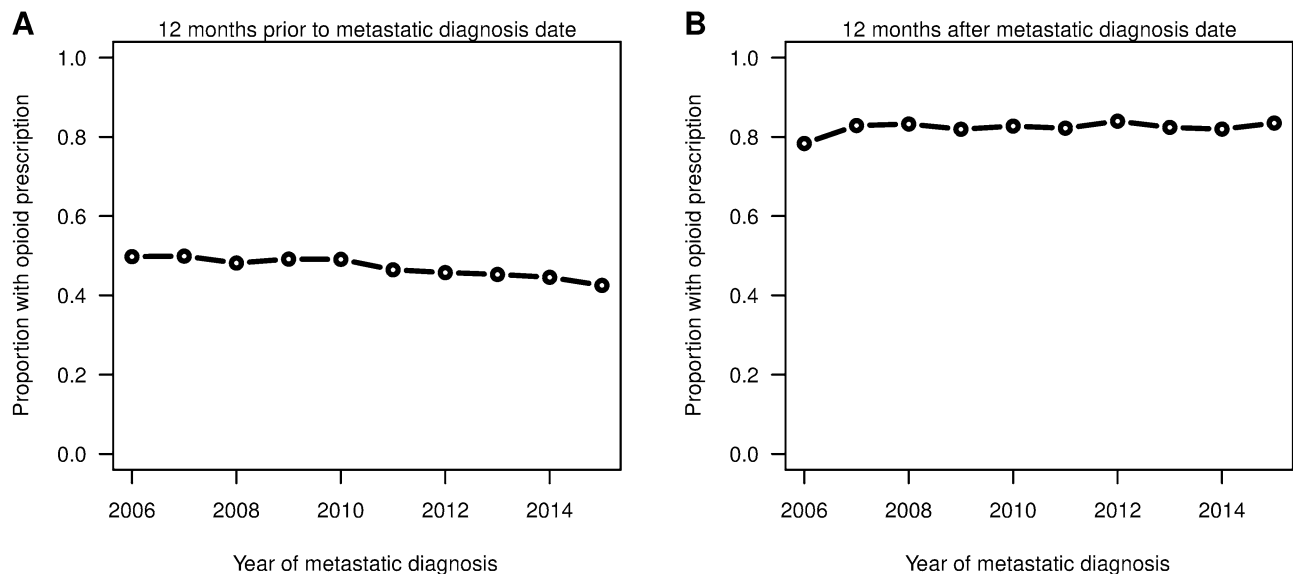 A
12 months prior to metastatic diagnosis date
Proportion with opioid prescription
1.0
0.8
0.6
0.4
0.2
0.0
2006 2008 2010 2012 2014
Year of metastatic diagnosis
B
12 months after metastatic diagnosis date
Proportion with opioid prescription
1.0
0.8
0.6
0.4
0.2
0.0
2006 2008 2010 2012 2014
Year of metastatic diagnosis